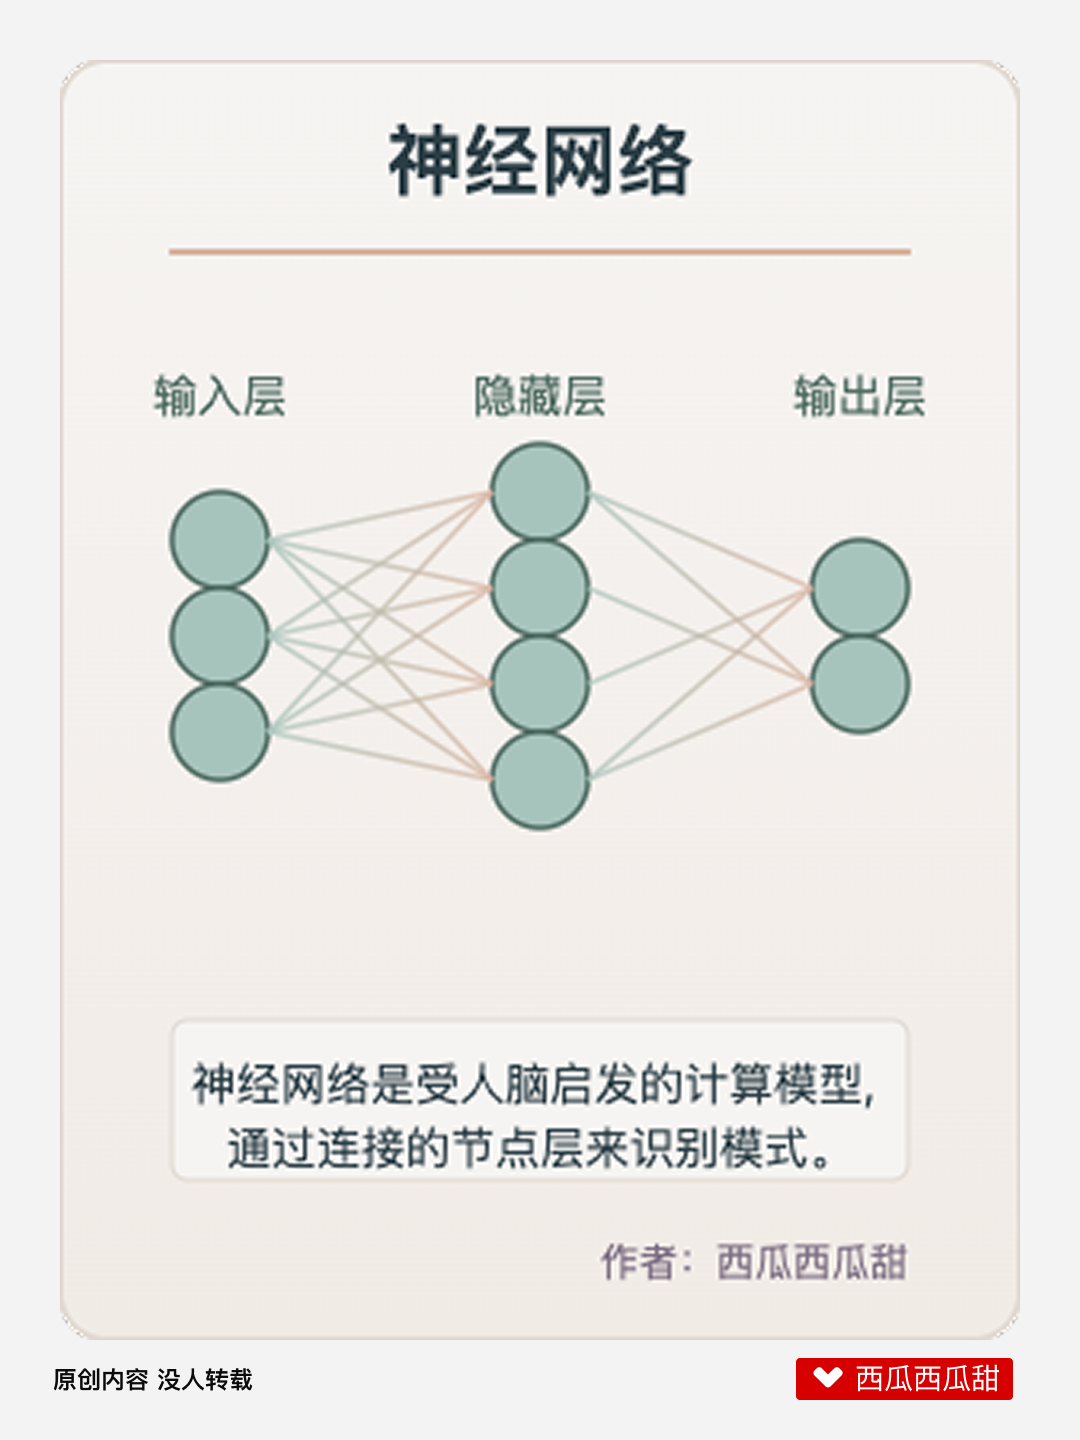 神经网络
输入层
隐藏层
输出层
神经网络是受人脑启发的计算模型,
通过连接的节点层来识别模式。
作者：西瓜西瓜甜
原创内容 没人转载
西瓜西瓜甜